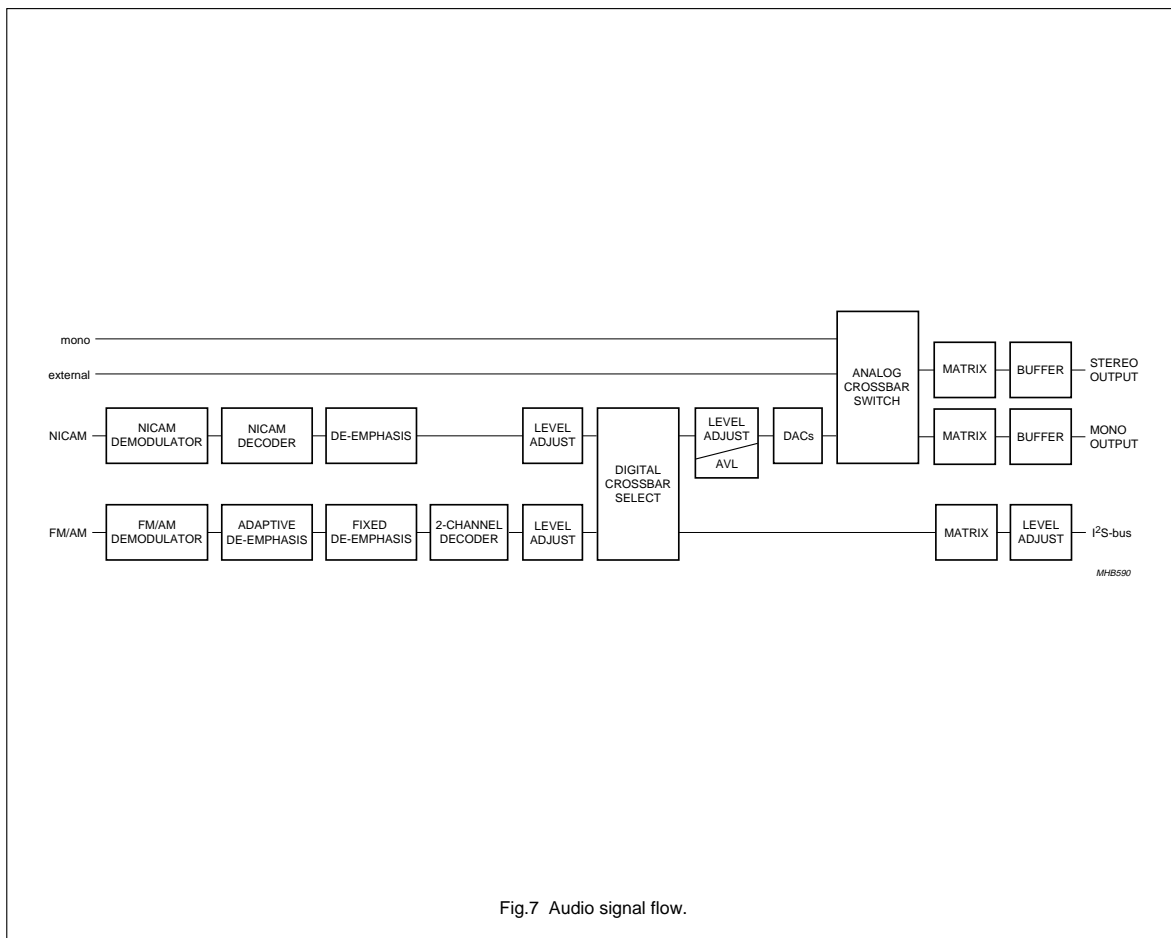 mono
external
NICAM
NICAM
DEMODULATOR
NICAM
DECODER
DE-EMPHASIS
LEVEL
ADJUST
FM/AM
FM/AM
DEMODULATOR
ADAPTIVE
DE-EMPHASIS
FIXED
DE-EMPHASIS
2-CHANNEL
DECODER
LEVEL
ADJUST
DIGITAL
CROSSBAR
SELECT
LEVEL
ADJUST
AVL
DACs
ANALOG
CROSSBAR
SWITCH
MATRIX
BUFFER
STEREO
OUTPUT
MATRIX
BUFFER
MONO
OUTPUT
MATRIX
LEVEL
ADJUST
I²S-bus
MHB590
Fig.7 Audio signal flow.